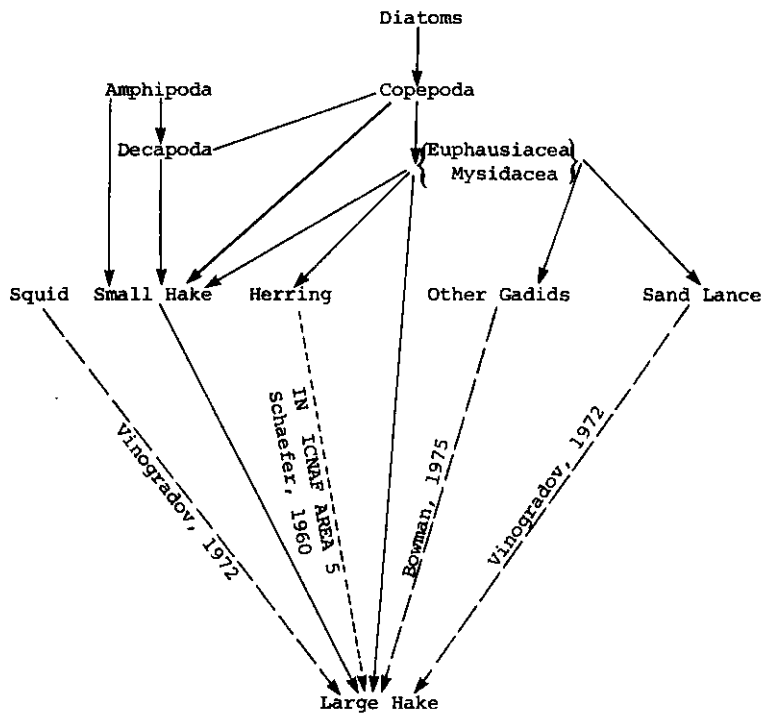 Diatoms
Amphipoda
Copepoda
Decapoda
{Euphausiacea}
{Mysidacea}
Squid
Small Hake
Herring
Other Gadids
Sand Lance
Vinogradov, 1972
IN ICNAF AREA 5
Schaefer, 1960
Bowman, 1975
Vinogradov, 1972
Large Hake